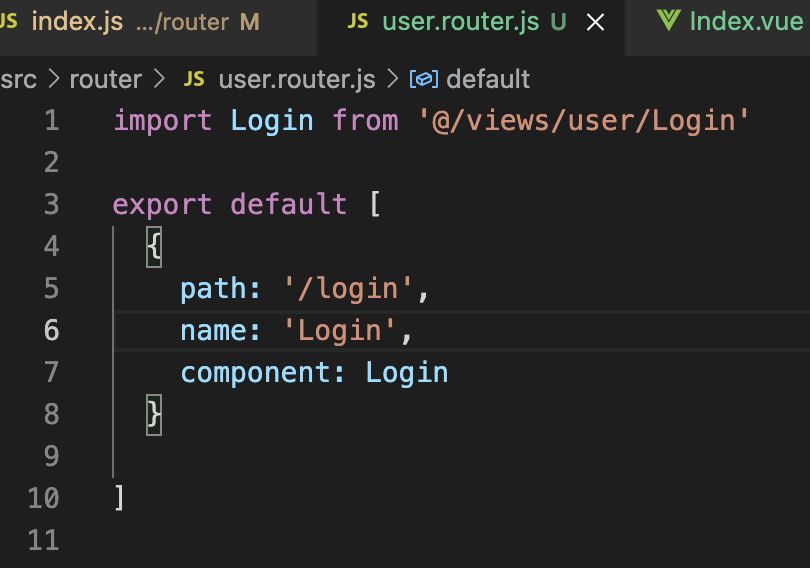 JS index.js .../router M JS user.router.js U × Index.vue
src > router > JS user.router.js > default
1 import Login from '@/views/user/Login'
2
3 export default [
4 {
5 path: '/login',
6 name: 'Login',
7 component: Login
8 }
9
10 ]
11